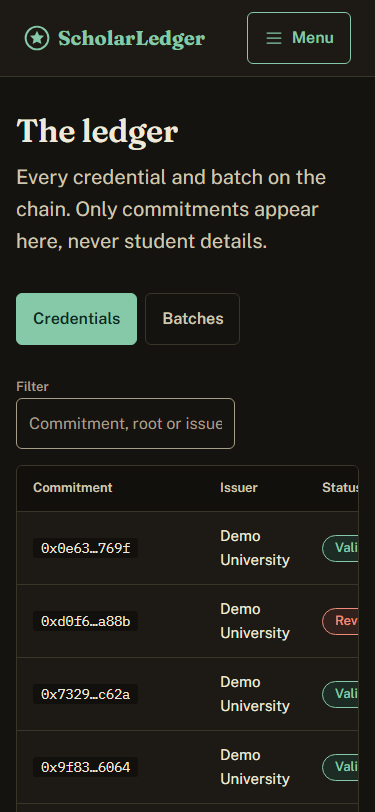 ScholarLedger
Menu
The ledger
Every credential and batch on the
chain. Only commitments appear
here, never student details.
Credentials Batches
Filter
Commitment, root or issue
Commitment Issuer Status
0x0e63…769f Demo University Vali
0xd0f6…a88b Demo University Rev
0x7329…c62a Demo University Vali
0x9f83…6064 Demo University Vali